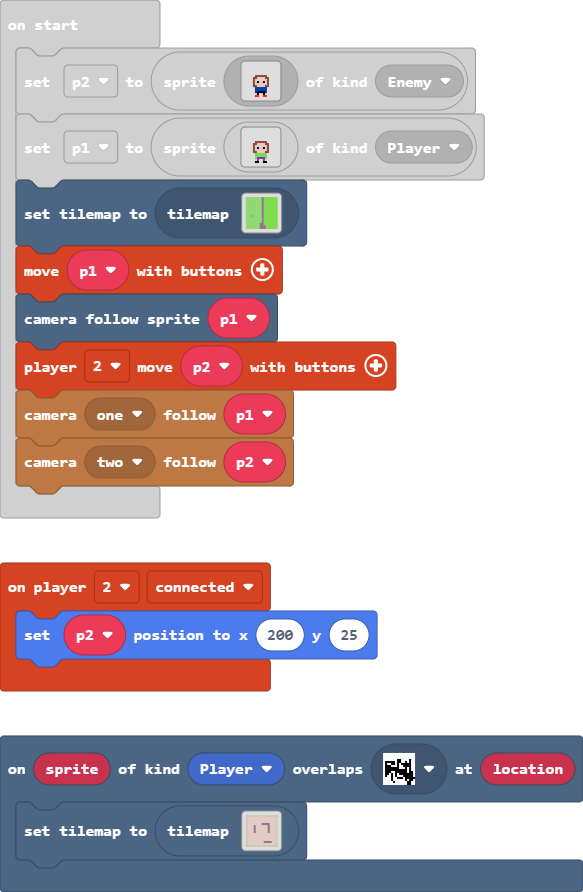 on start
set p2 to sprite of kind Enemy
set p1 to sprite of kind Player
set tilemap to tilemap
move p1 with buttons
camera follow sprite p1
player 2 move p2 with buttons
camera one follow p1
camera two follow p2
on player 2 connected
set p2 position to x 200 y 25
on sprite of kind Player overlaps at location
set tilemap to tilemap